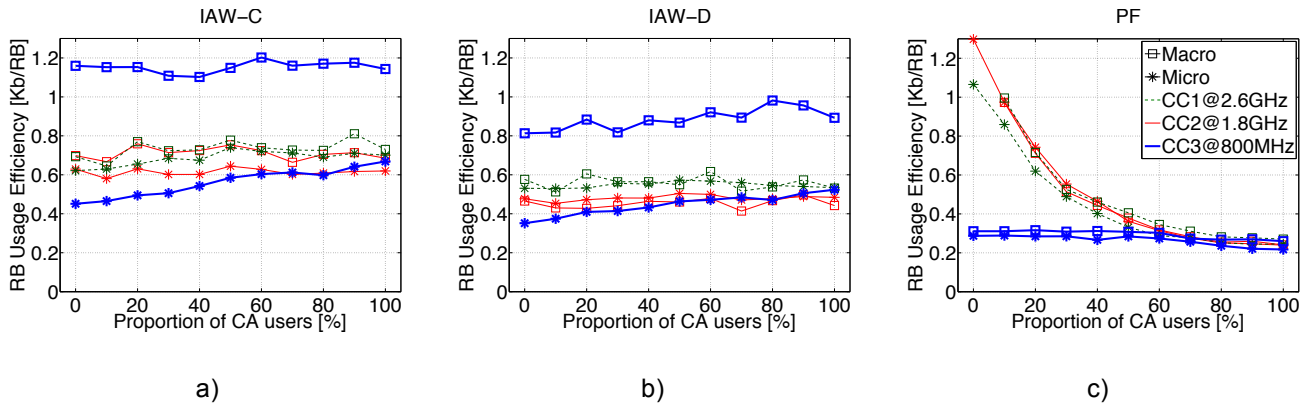 IAW-C
RB Usage Efficiency [Kb/RB]
1.2
1
0.8
0.6
0.4
0.2
0
0 20 40 60 80 100
Proportion of CA users [%]
a)
IAW-D
RB Usage Efficiency [Kb/RB]
1.2
1
0.8
0.6
0.4
0.2
0
0 20 40 60 80 100
Proportion of CA users [%]
b)
PF
RB Usage Efficiency [Kb/RB]
1.2
1
0.8
0.6
0.4
0.2
0
0 20 40 60 80 100
Proportion of CA users [%]
Macro
Micro
CC1@2.6GHz
CC2@1.8GHz
CC3@800MHz
c)